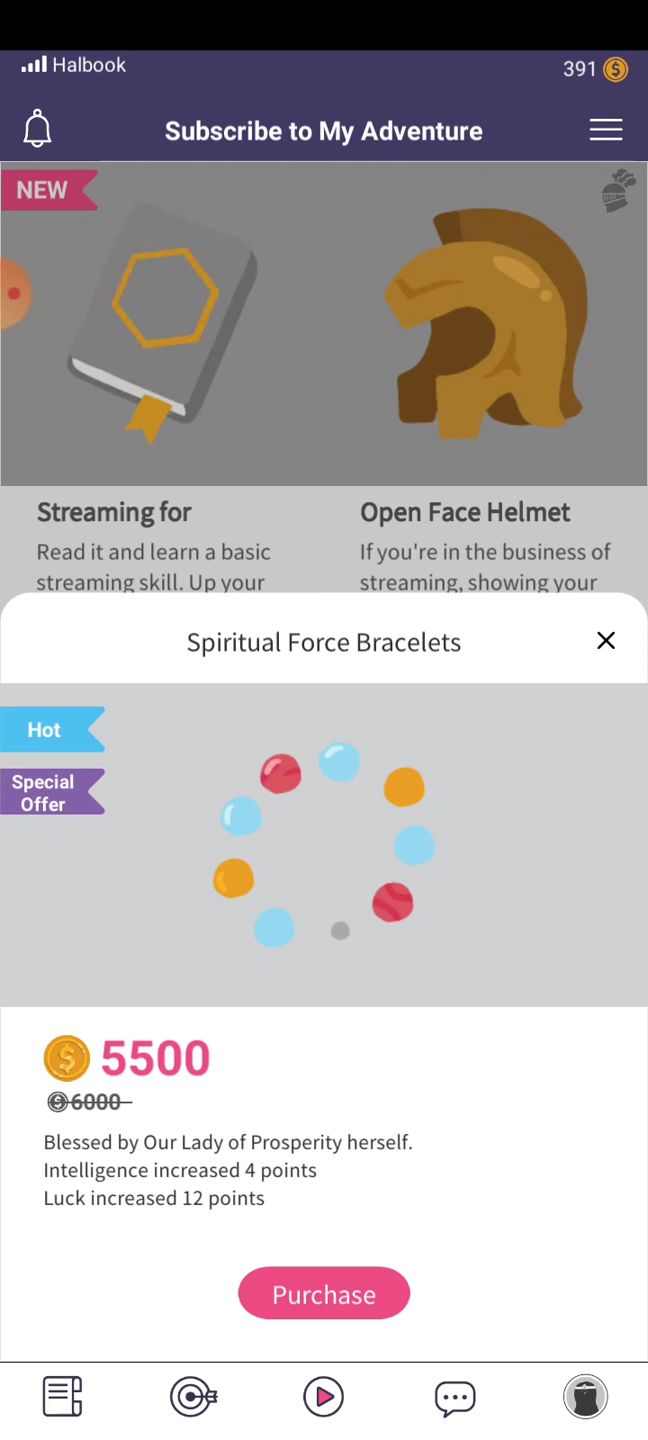 Halbook
391
Subscribe to My Adventure
NEW
Streaming for
Read it and learn a basic
streaming skill. Up your
Open Face Helmet
If you're in the business of
streaming, showing your
Spiritual Force Bracelets
Hot
Special
Offer
5500
6000
Blessed by Our Lady of Prosperity herself.
Intelligence increased 4 points
Luck increased 12 points
Purchase